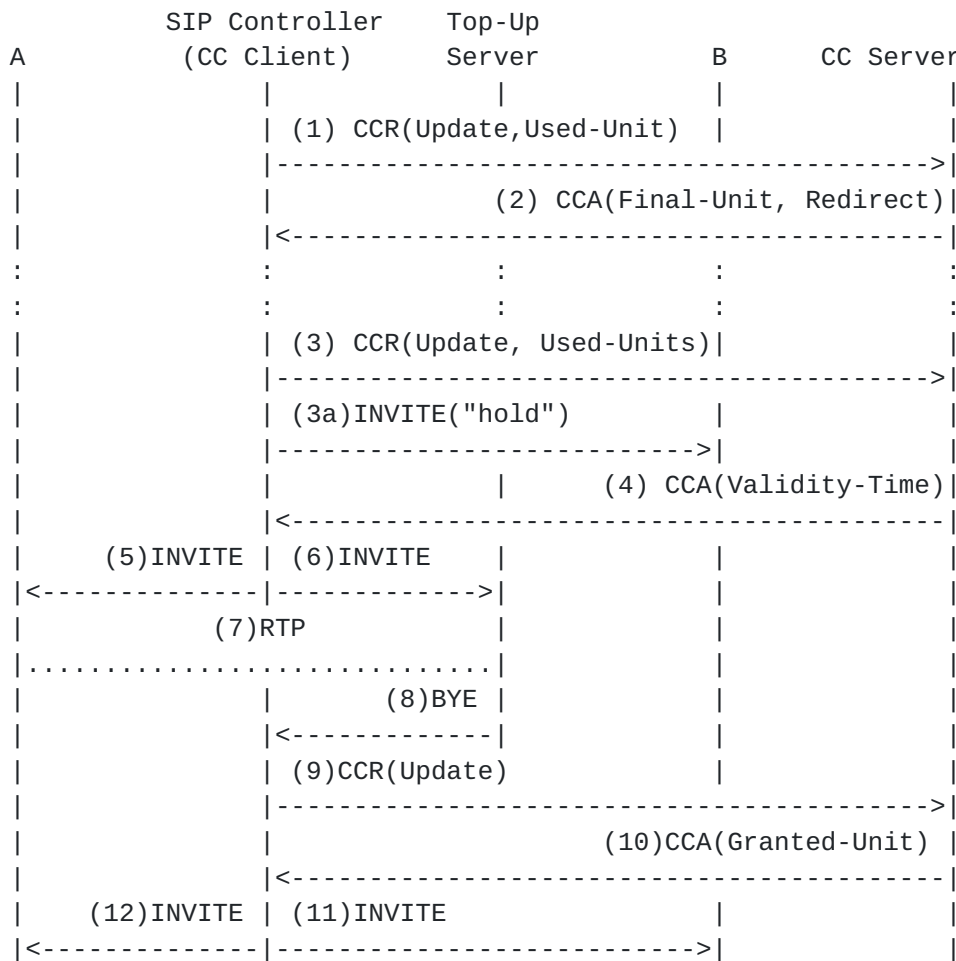 SIP Controller Top-Up
A (CC Client) Server B CC Server
(1) CCR(Update,Used-Unit)
(2) CCA(Final-Unit, Redirect)
(3) CCR(Update, Used-Units)
(3a)INVITE("hold")
(4) CCA(Validity-Time)
(5)INVITE (6)INVITE
(7)RTP
(8)BYE
(9)CCR(Update)
(10)CCA(Granted-Unit)
(12)INVITE (11)INVITE